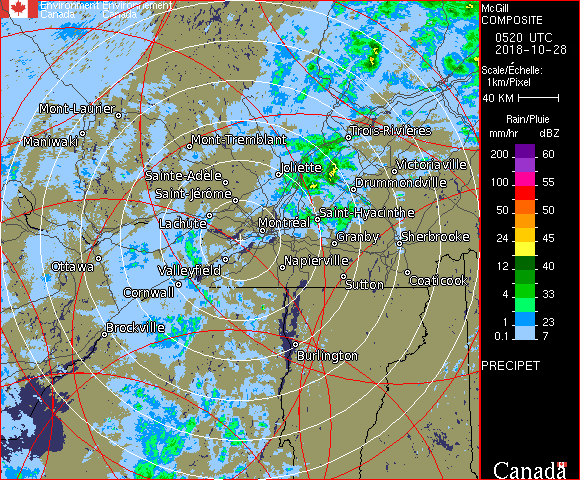 Environment Environnement
Canada Canada
McGill
COMPOSITE
0520 UTC
2018-10-28
Scale/Échelle:
1km/Pixel
40 KM
Rain/Pluie
mm/hr dBZ
200 60
100 55
50 50
24 45
12 40
4 33
1 23
0.1 7
PRECIPET
Canada
Mont-Laurier
Maniwaki
Mont-Tremblant
Trois-Rivières
Sainte-Adèle
Joliette
Victoriaville
Drummondville
Saint-Jérôme
Lachute
Saint-Hyacinthe
Montréal
Granby
Sherbrooke
Ottawa
Valleyfield
Napierville
Cornwall
Sutton
Coaticook
Brockville
Burlington